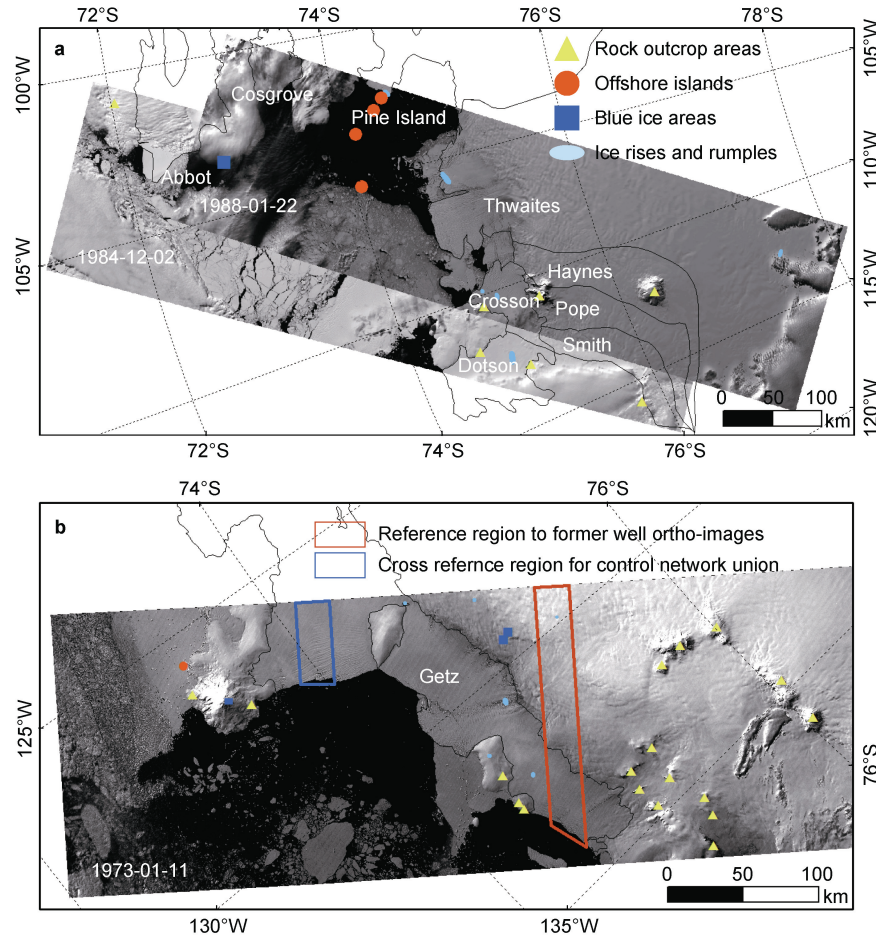 72°S 74°S 76°S 78°S
a
Rock outcrop areas
Offshore islands
Blue ice areas
Ice rises and rumples
100°W
105°W
105°W
110°W
115°W
120°W
Cosgrove
Pine Island
Abbot
1988-01-22
1984-12-02
Thwaites
Haynes
Crosson
Pope
Smith
Dotson
0 50 100
km
72°S 74°S 76°S
74°S 76°S
b
Reference region to former well ortho-images
Cross refernce region for control network union
Getz
125°W
76°S
1973-01-11
0 50 100
km
130°W 135°W